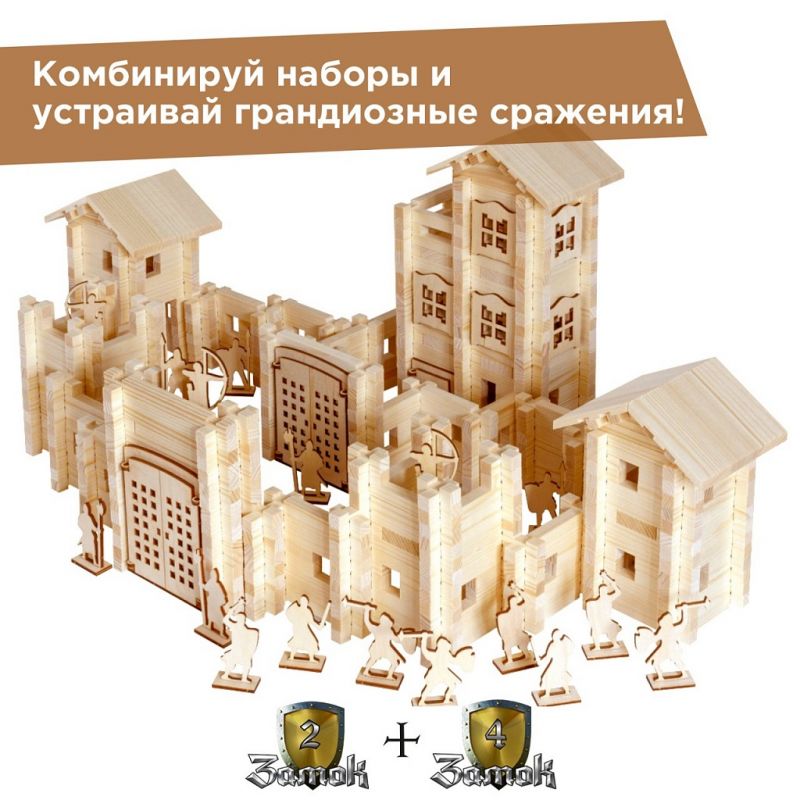 Комбинируй наборы и
устраивай грандиозные сражения!
2 + 4
Замок Замок